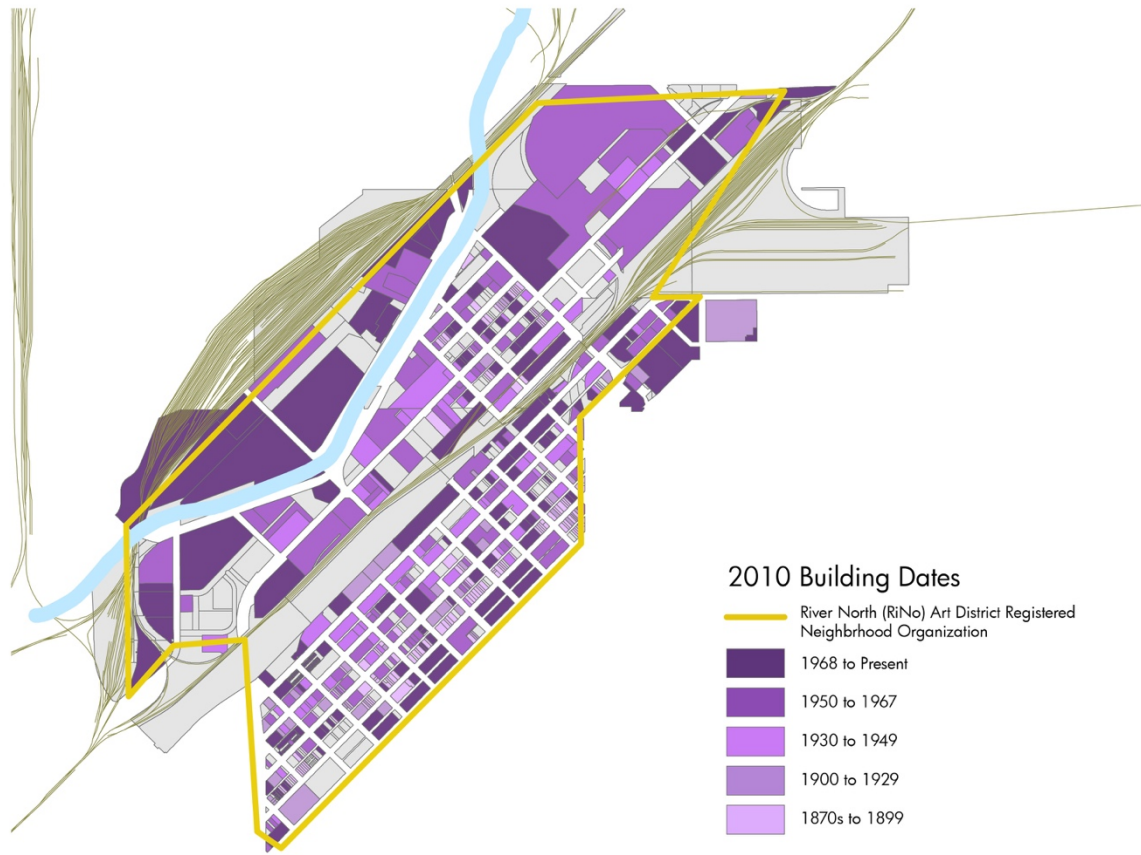 2010 Building Dates
River North (RiNo) Art District Registered
Neighbrhood Organization
1968 to Present
1950 to 1967
1930 to 1949
1900 to 1929
1870s to 1899